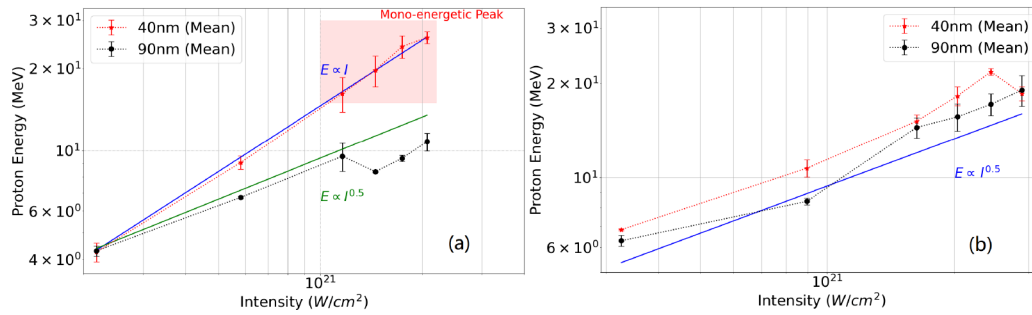 Mono-energetic Peak
3 × 10¹
40nm (Mean)
90nm (Mean)
2 × 10¹
E ∝ I
10¹
6 × 10⁰
E ∝ I⁰·⁵
4 × 10⁰
(a)
10²¹
Intensity (W/cm²)
Proton Energy (MeV)
3 × 10¹
40nm (Mean)
90nm (Mean)
2 × 10¹
10¹
E ∝ I⁰·⁵
6 × 10⁰
(b)
10²¹
Intensity (W/cm²)
Proton Energy (MeV)